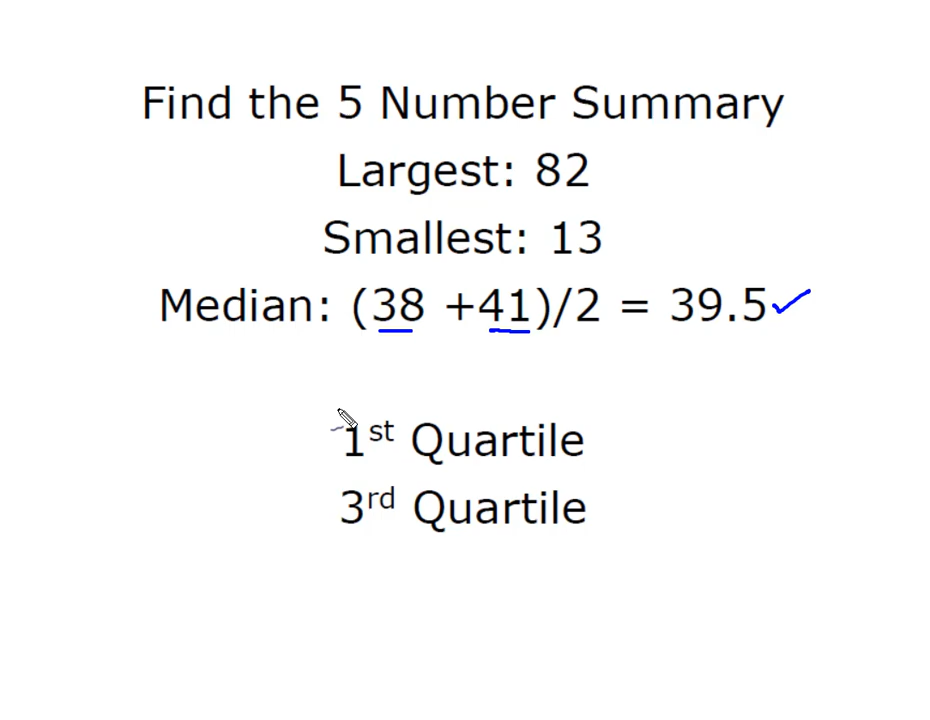 Find the 5 Number Summary
Largest: 82
Smallest: 13
Median: (38 +41)/2 = 39.5
1st Quartile
3rd Quartile